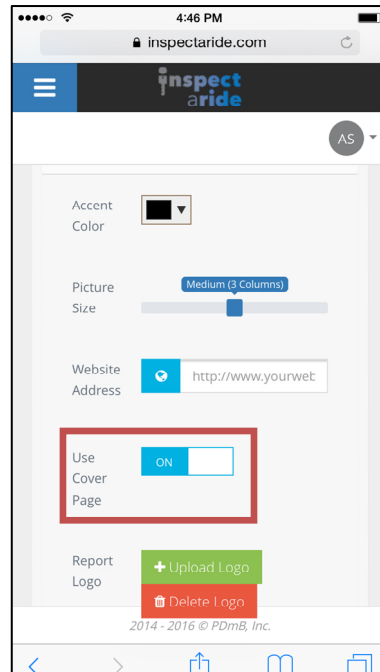 4:46 PM
inspectaride.com
inspect
aride
AS
Accent
Color
Medium (3 Columns)
Picture
Size
Website
Address
http://www.yourwet
Use
Cover
Page
ON
Report
Logo
Upload Logo
Delete Logo
2014 - 2016 © PDmB, Inc.